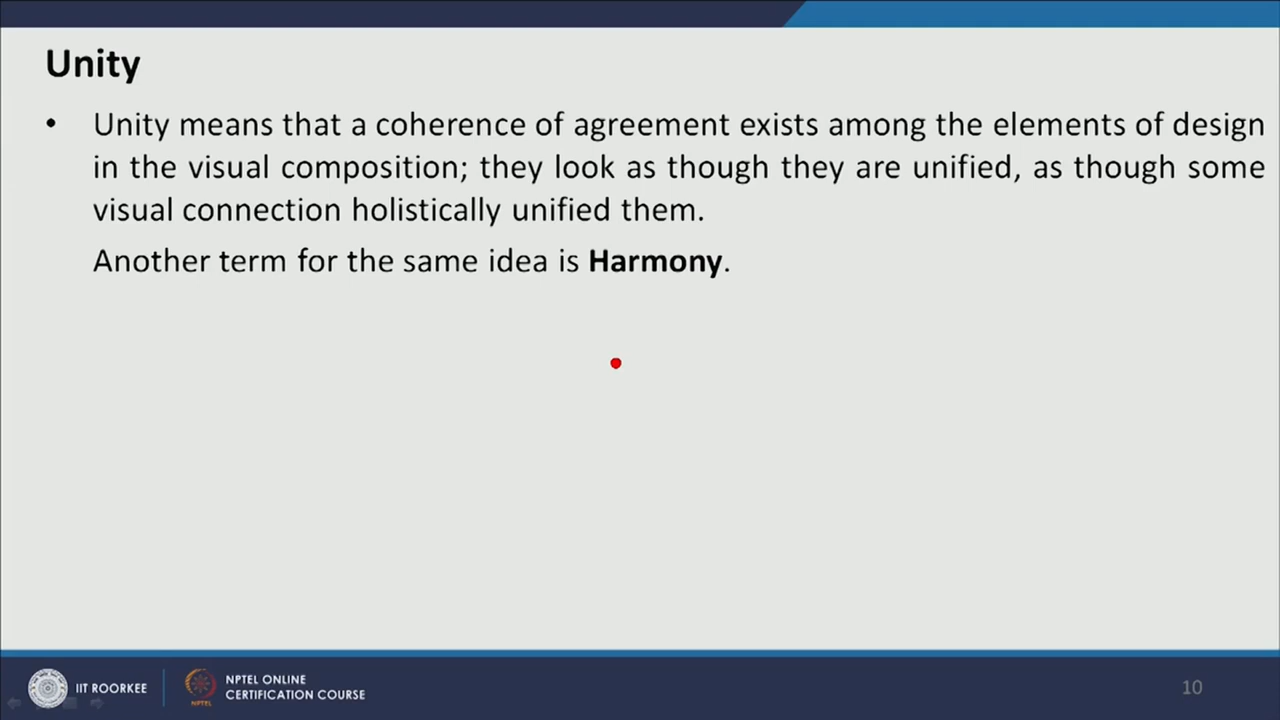 Unity
• Unity means that a coherence of agreement exists among the elements of design
in the visual composition; they look as though they are unified, as though some
visual connection holistically unified them.
Another term for the same idea is Harmony.
IIT ROORKEE
NPTEL ONLINE
CERTIFICATION COURSE
10